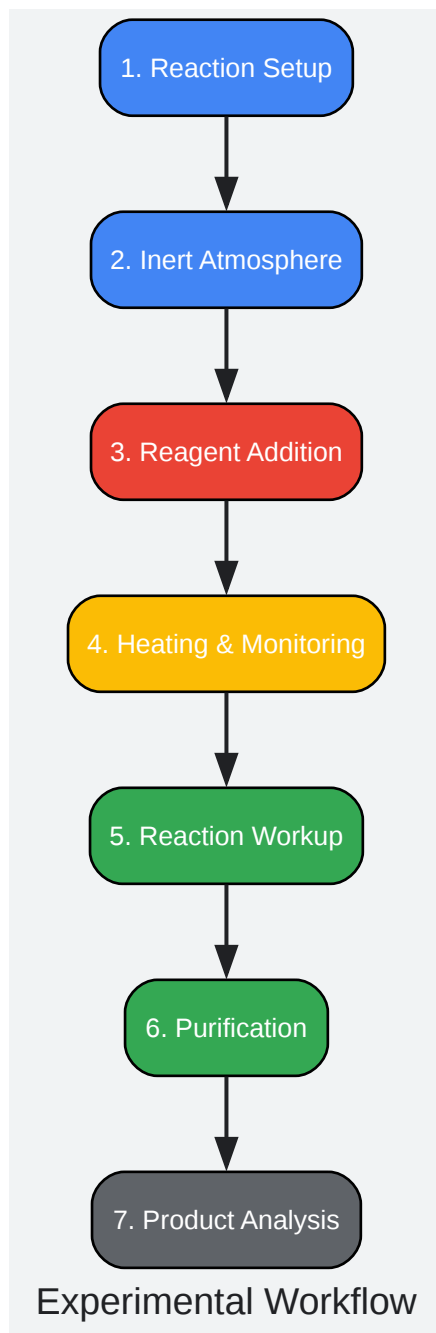 1. Reaction Setup
2. Inert Atmosphere
3. Reagent Addition
4. Heating & Monitoring
5. Reaction Workup
6. Purification
7. Product Analysis
Experimental Workflow